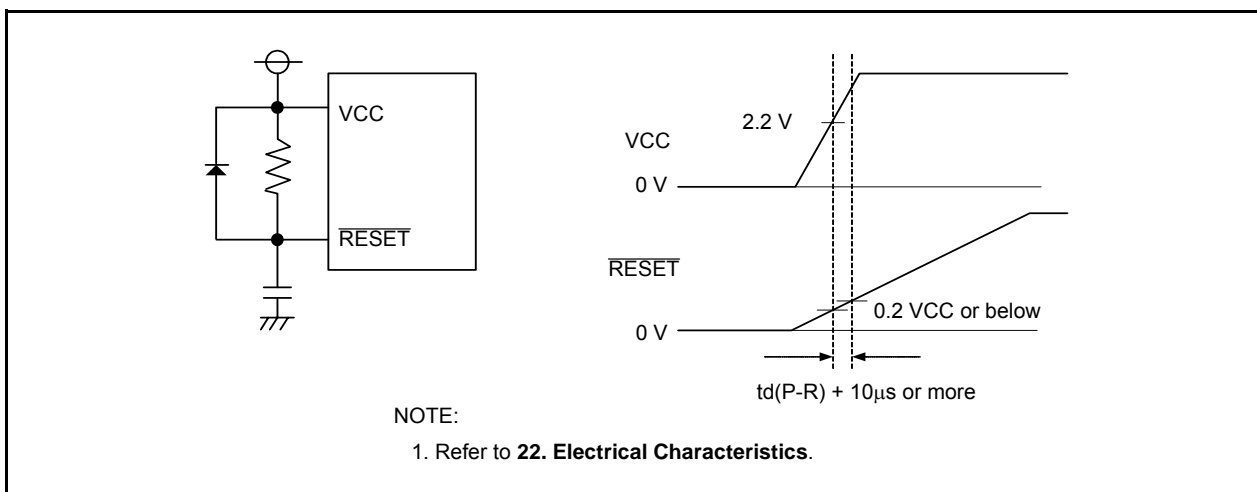 VCC
RESET
VCC
2.2 V
0 V
RESET
0.2 VCC or below
0 V
td(P-R) + 10μs or more
NOTE:
1. Refer to 22. Electrical Characteristics.